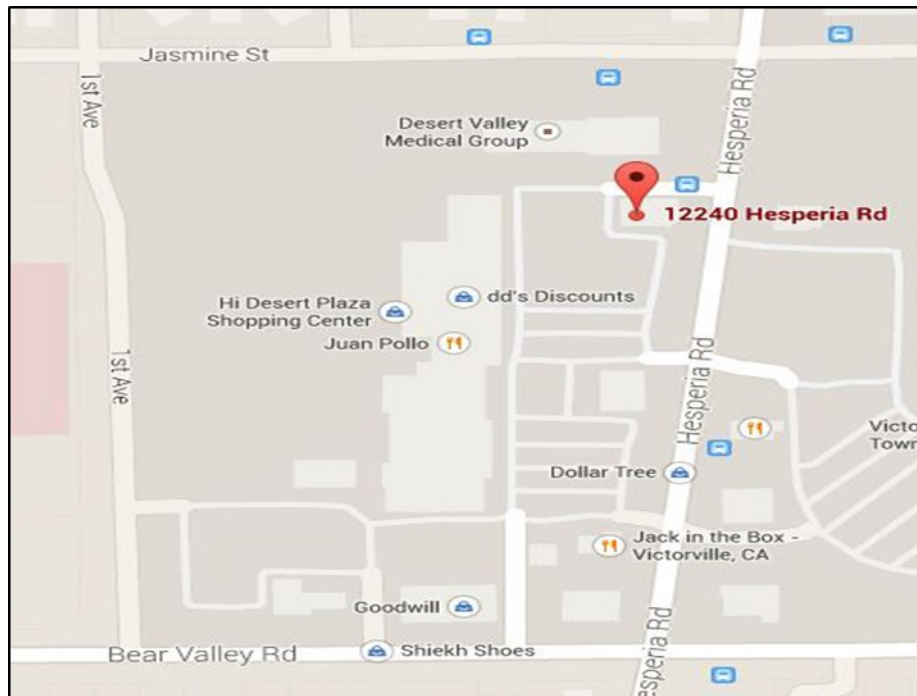 Jasmine St
1st Ave
Hesperia Rd
Desert Valley
Medical Group
12240 Hesperia Rd
dd's Discounts
Hi Desert Plaza
Shopping Center
Juan Pollo
1st Ave
Hesperia Rd
Victo
Town
Dollar Tree
Jack in the Box -
Victorville, CA
Goodwill
Hesperia Rd
Bear Valley Rd
Shiekh Shoes